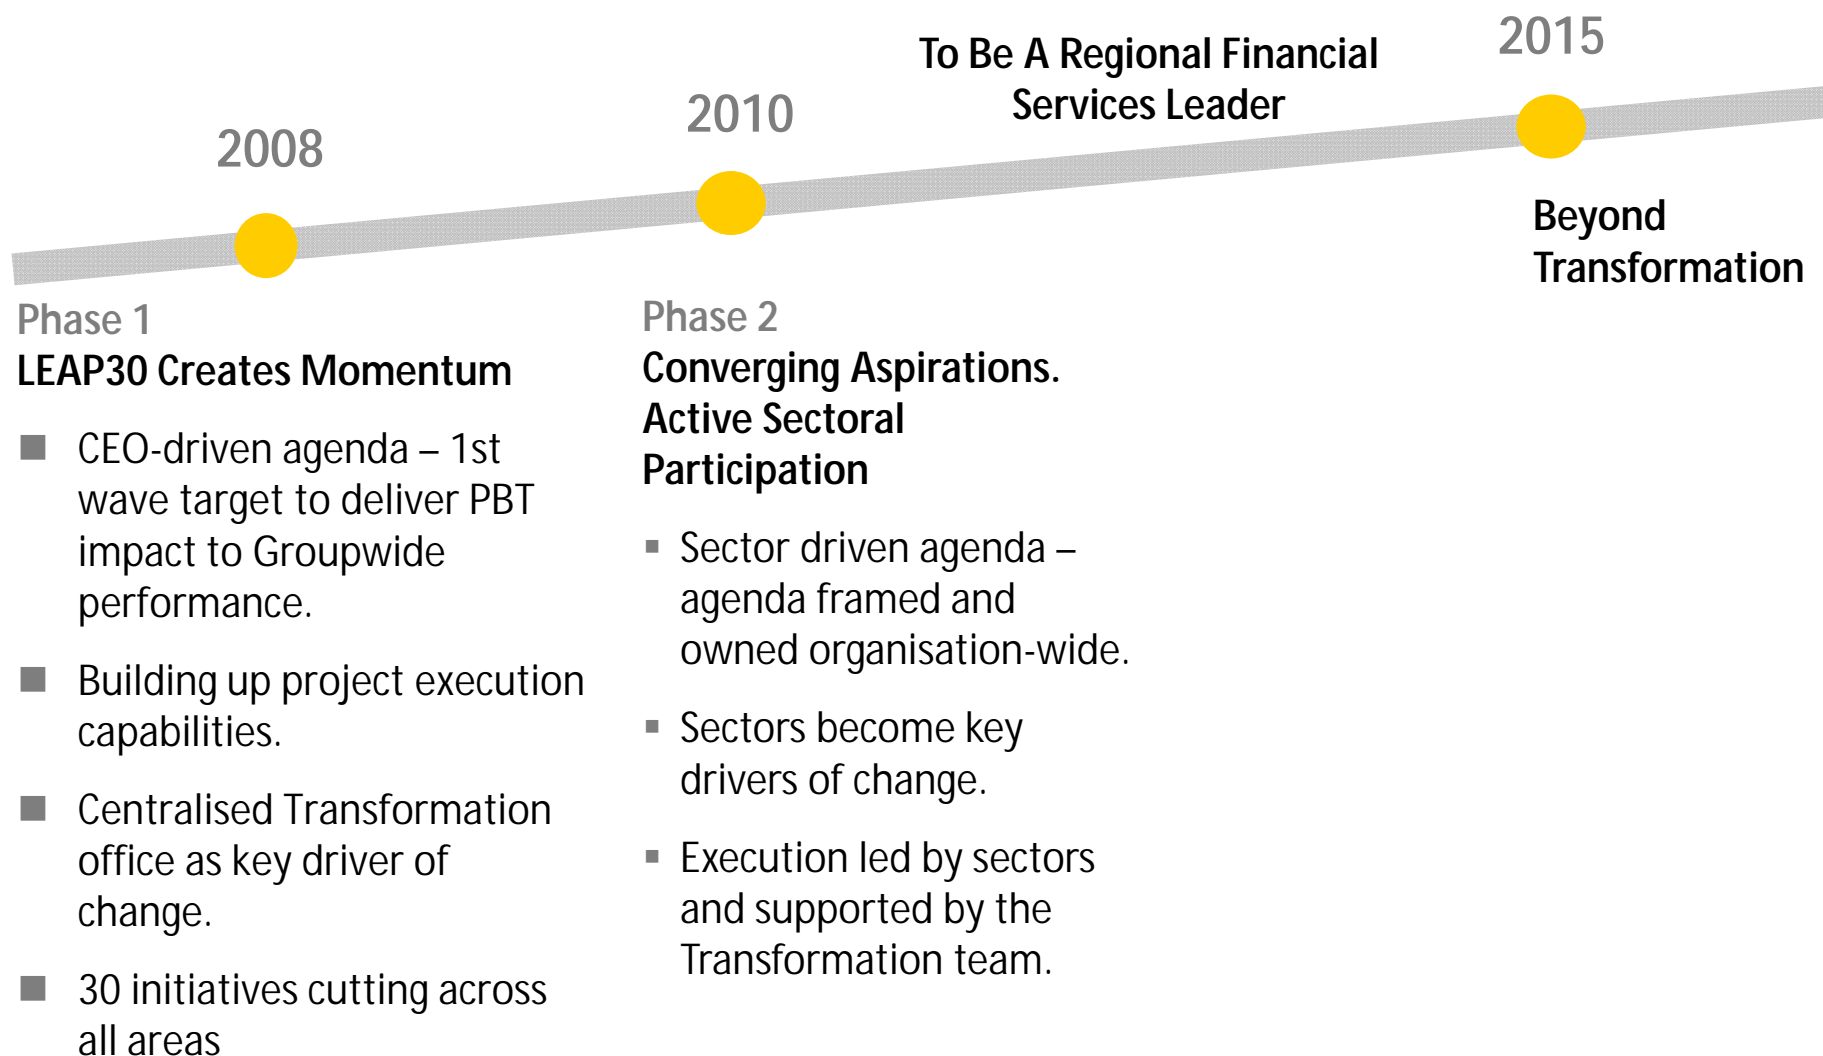 2008
2010
To Be A Regional Financial
Services Leader
2015
Beyond
Transformation
Phase 1
LEAP30 Creates Momentum
■ CEO-driven agenda – 1st
wave target to deliver PBT
impact to Groupwide
performance.
■ Building up project execution
capabilities.
■ Centralised Transformation
office as key driver of
change.
■ 30 initiatives cutting across
all areas
Phase 2
Converging Aspirations.
Active Sectoral
Participation
▪ Sector driven agenda –
agenda framed and
owned organisation-wide.
▪ Sectors become key
drivers of change.
▪ Execution led by sectors
and supported by the
Transformation team.